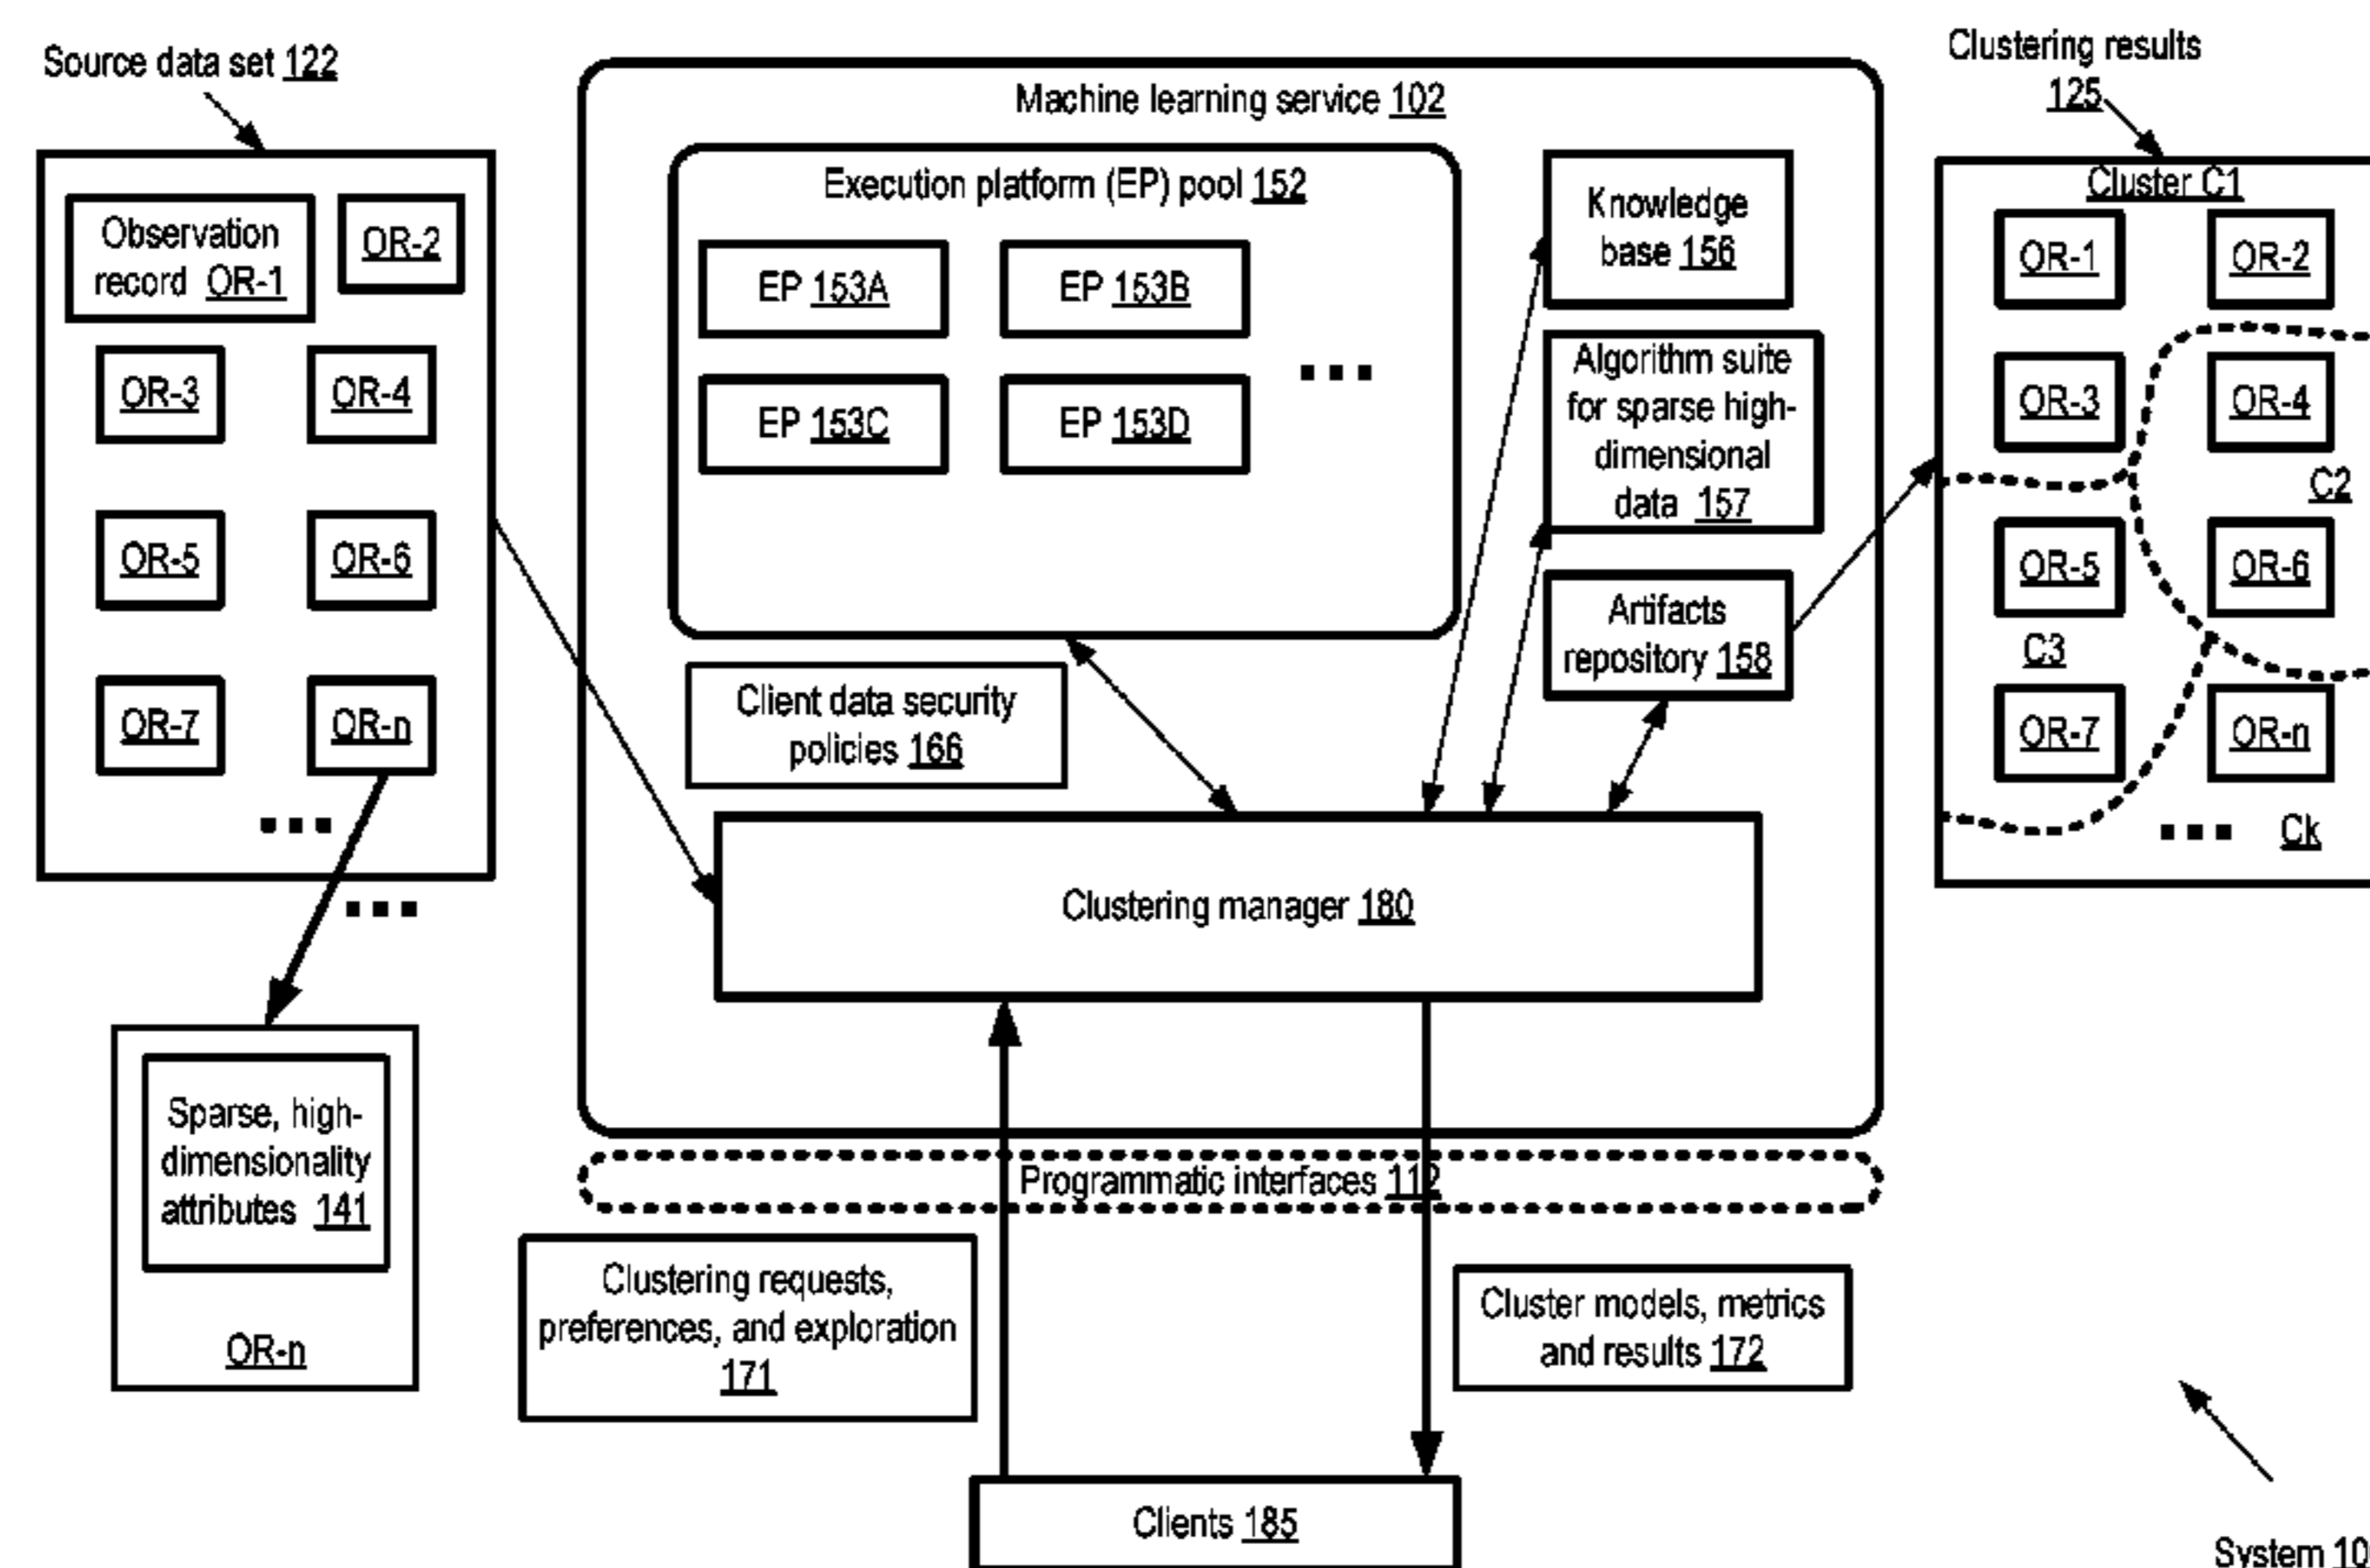 Source data set 122
Observation
record OR-1
OR-2
OR-3
OR-4
OR-5
OR-6
OR-7
OR-n
Sparse, high-
dimensionality
attributes 141
OR-n
Machine learning service 102
Execution platform (EP) pool 152
EP 153A
EP 153B
EP 153C
EP 153D
Knowledge
base 156
Algorithm suite
for sparse high-
dimensional
data 157
Artifacts
repository 158
Client data security
policies 166
Clustering manager 180
Programmatic interfaces 112
Clustering requests,
preferences, and exploration
171
Cluster models, metrics
and results 172
Clients 185
Clustering results
125
Cluster C1
OR-1
OR-2
OR-3
OR-4
C2
OR-5
OR-6
C3
OR-7
OR-n
Ck
System